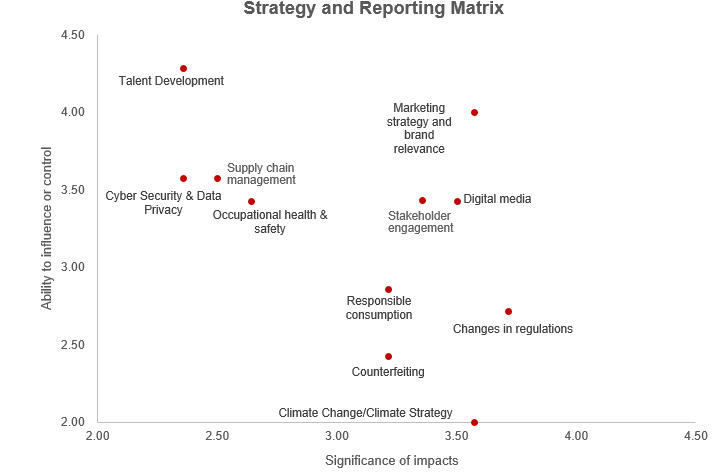 Strategy and Reporting Matrix
4.50
Talent Development
4.00
Marketing
strategy and
brand
relevance
Supply chain
management
3.50
Cyber Security & Data
Privacy
Occupational health &
safety
Digital media
Stakeholder
engagement
3.00
Responsible
consumption
Changes in regulations
2.50
Counterfeiting
Climate Change/Climate Strategy
2.00
Ability to influence or control
2.00 2.50 3.00 3.50 4.00 4.50
Significance of impacts